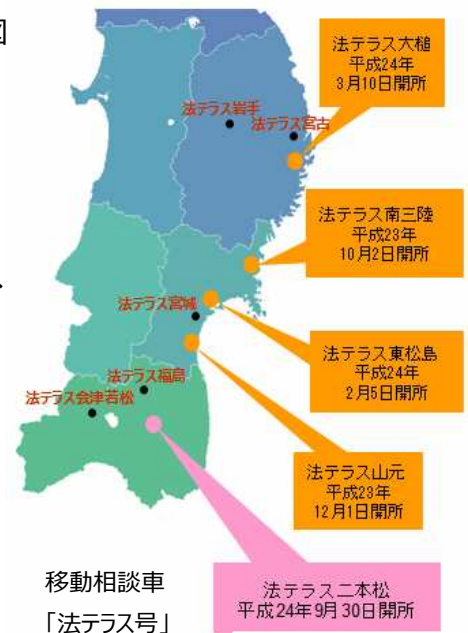 図
法テラス大槌
平成24年
3月10日開所
法テラス岩手
法テラス宮古
法テラス南三陸
平成23年
10月2日開所
法テラス宮城
法テラス東松島
平成24年
2月5日開所
法テラス福島
法テラス会津若松
法テラス山元
平成23年
12月1日開所
移動相談車
「法テラス号」
法テラス二本松
平成24年9月30日開所